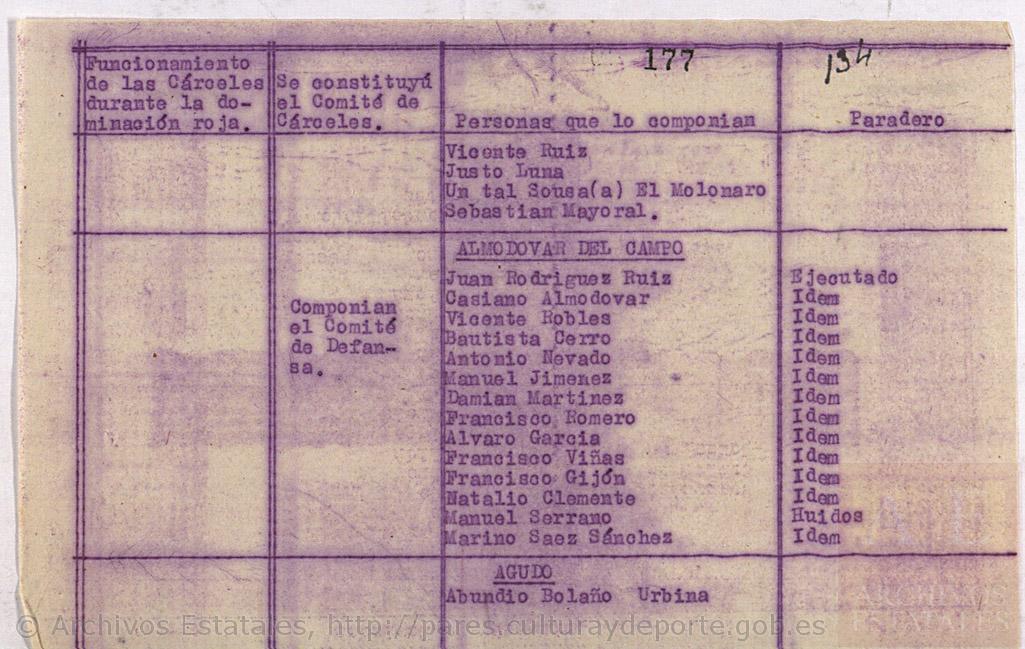 177
134
Funcionamiento
de las Cárceles
durante la do-
minación roja.
Se constituyó
el Comité de
Cárceles.
Personas que lo componian
Paradero
Vicente Ruiz
Justo Luna
Un tal Sousa(a) El Molonaro
Sebastian Mayoral.
ALMODOVAR DEL CAMPO
Componian
el Comité
de Defan-
sa.
Juan Rodriguez Ruiz Ejecutado
Casiano Almodovar Idem
Vicente Robles Idem
Bautista Cerro Idem
Antonio Nevado Idem
Manuel Jimenez Idem
Damian Martinez Idem
Francisco Romero Idem
Alvaro Garcia Idem
Francisco Viñas Idem
Francisco Gijón Idem
Natalio Clemente Idem
Manuel Serrano Huidos
Marino Saez Sánchez Idem
AGUDO
Abundio Bolaño Urbina
ARCHIVOS
ESTATALES
© Archivos Estatales, http://pares.culturaydeporte.gob.es